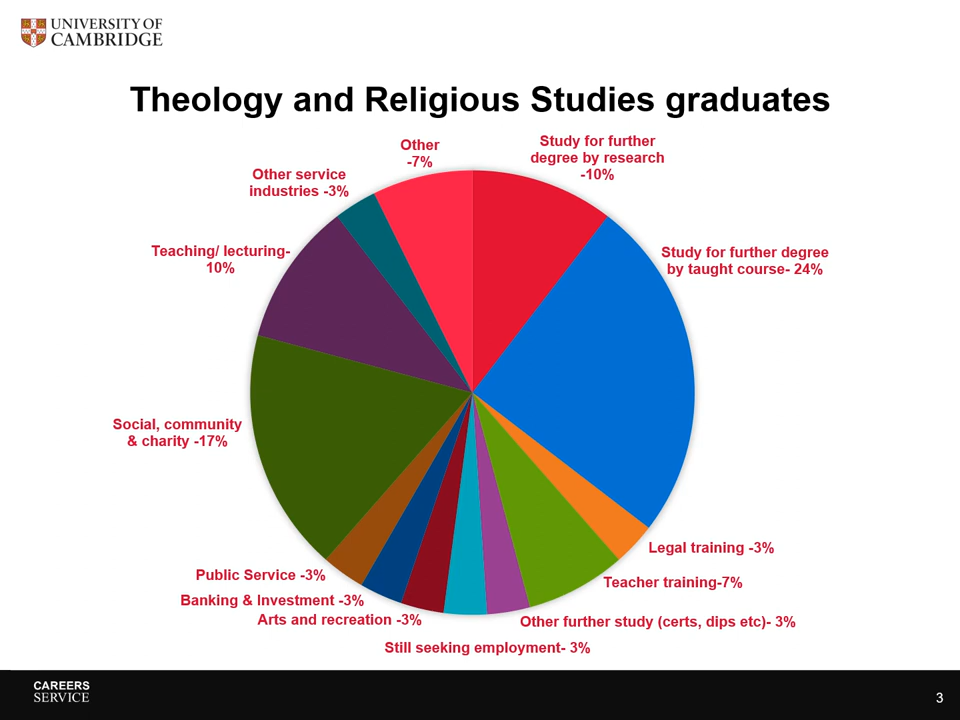 UNIVERSITY OF
CAMBRIDGE
Theology and Religious Studies graduates
Other
-7%
Study for further
degree by research
-10%
Other service
industries -3%
Teaching/ lecturing-
10%
Study for further degree
by taught course- 24%
Social, community
& charity -17%
Legal training -3%
Public Service -3%
Teacher training-7%
Banking & Investment -3%
Arts and recreation -3%
Other further study (certs, dips etc)- 3%
Still seeking employment- 3%
CAREERS
SERVICE
3